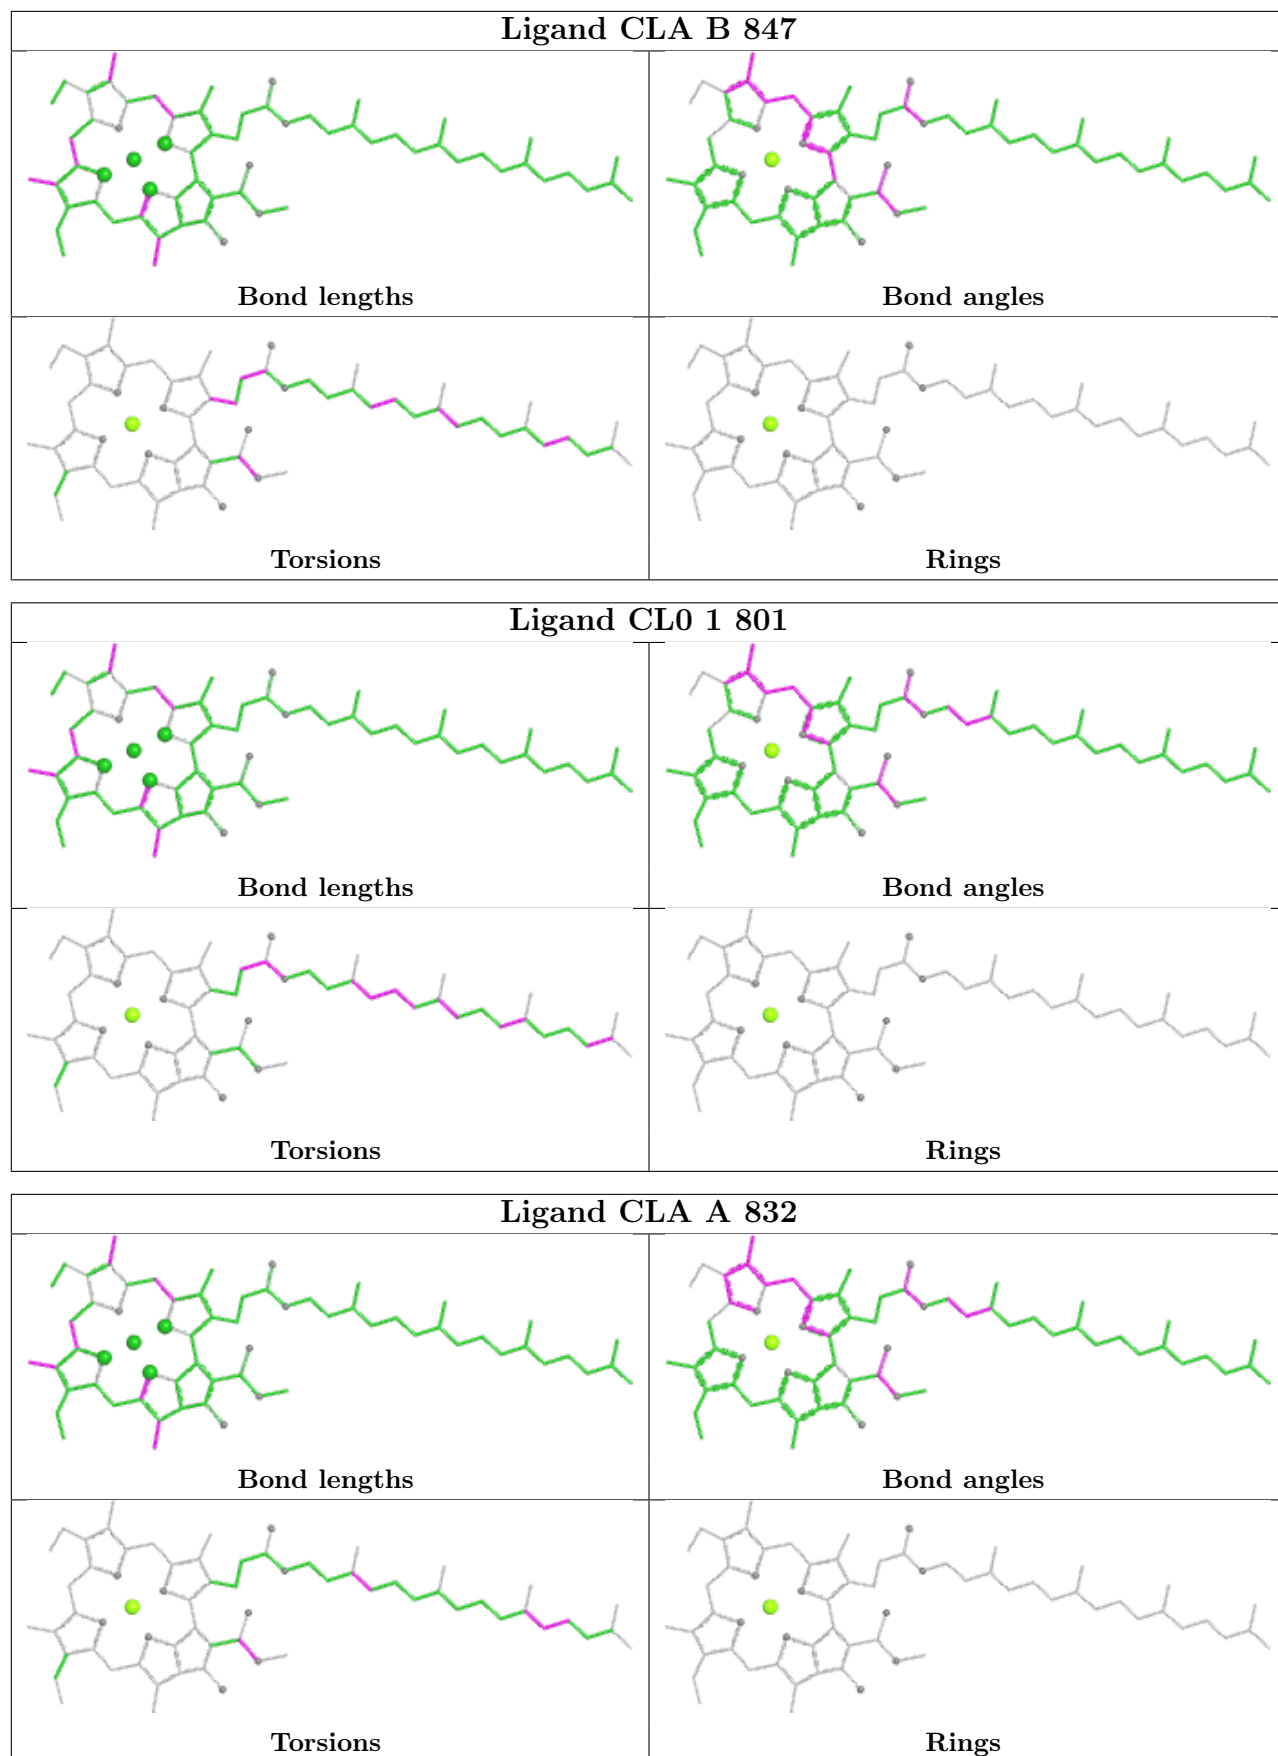 Ligand CLA B 847
Bond lengths
Bond angles
Torsions
Rings
Ligand CL0 1 801
Bond lengths
Bond angles
Torsions
Rings
Ligand CLA A 832
Bond lengths
Bond angles
Torsions
Rings